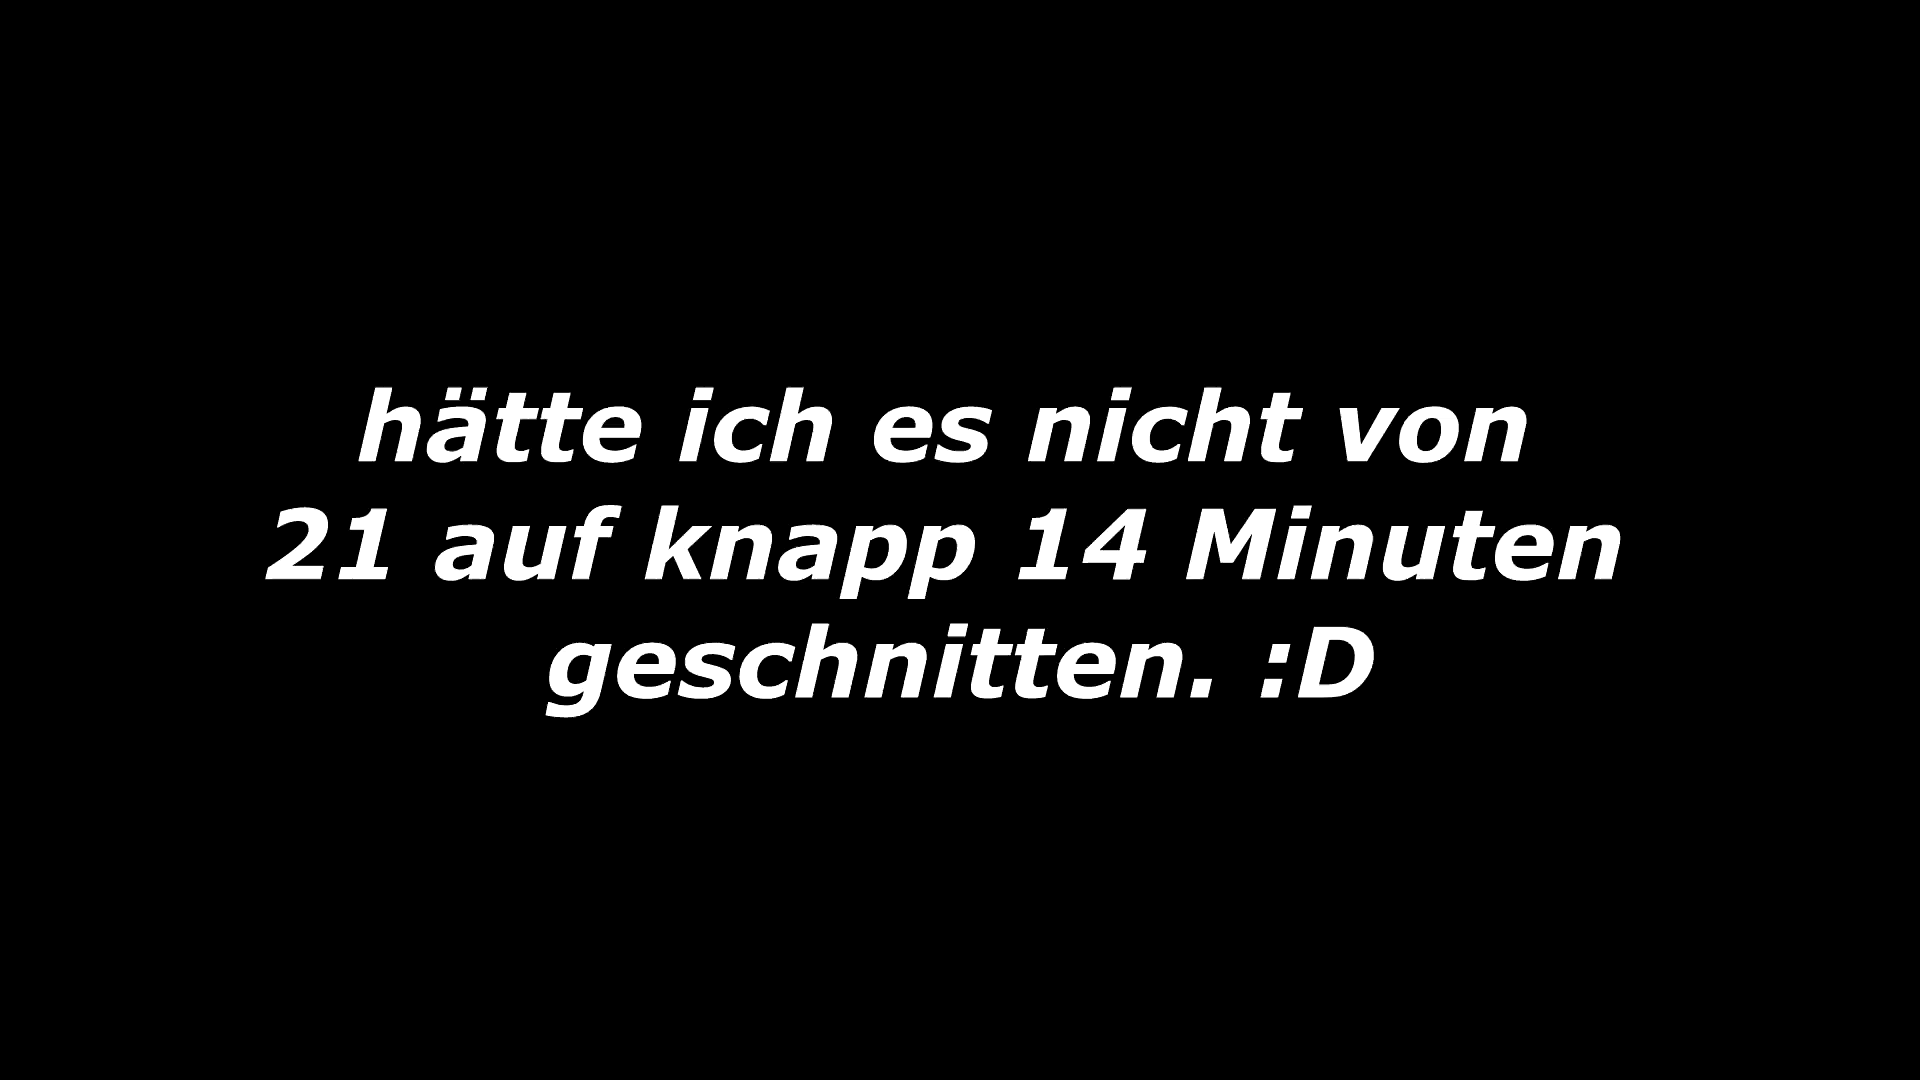 hätte ich es nicht von
21 auf knapp 14 Minuten
geschnitten. :D